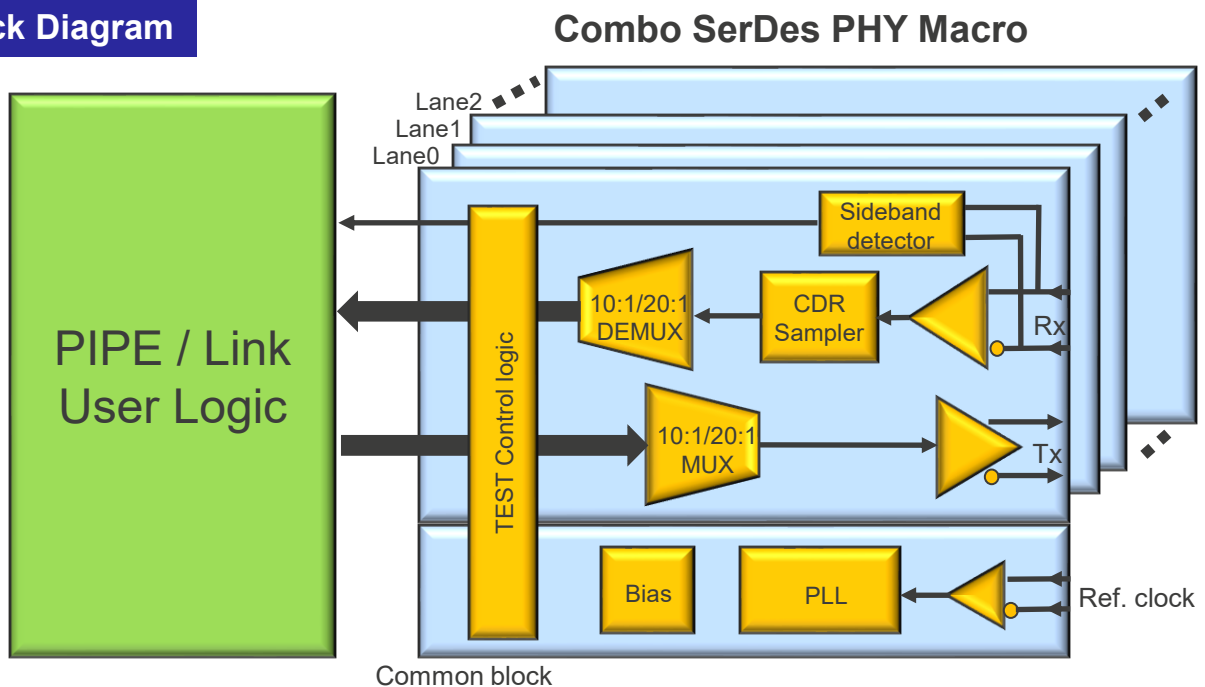 ck Diagram
Combo SerDes PHY Macro
Lane2
Lane1
Lane0
PIPE / Link
User Logic
TEST Control logic
Sideband
detector
10:1/20:1
DEMUX
CDR
Sampler
Rx
10:1/20:1
MUX
Tx
Bias
PLL
Ref. clock
Common block